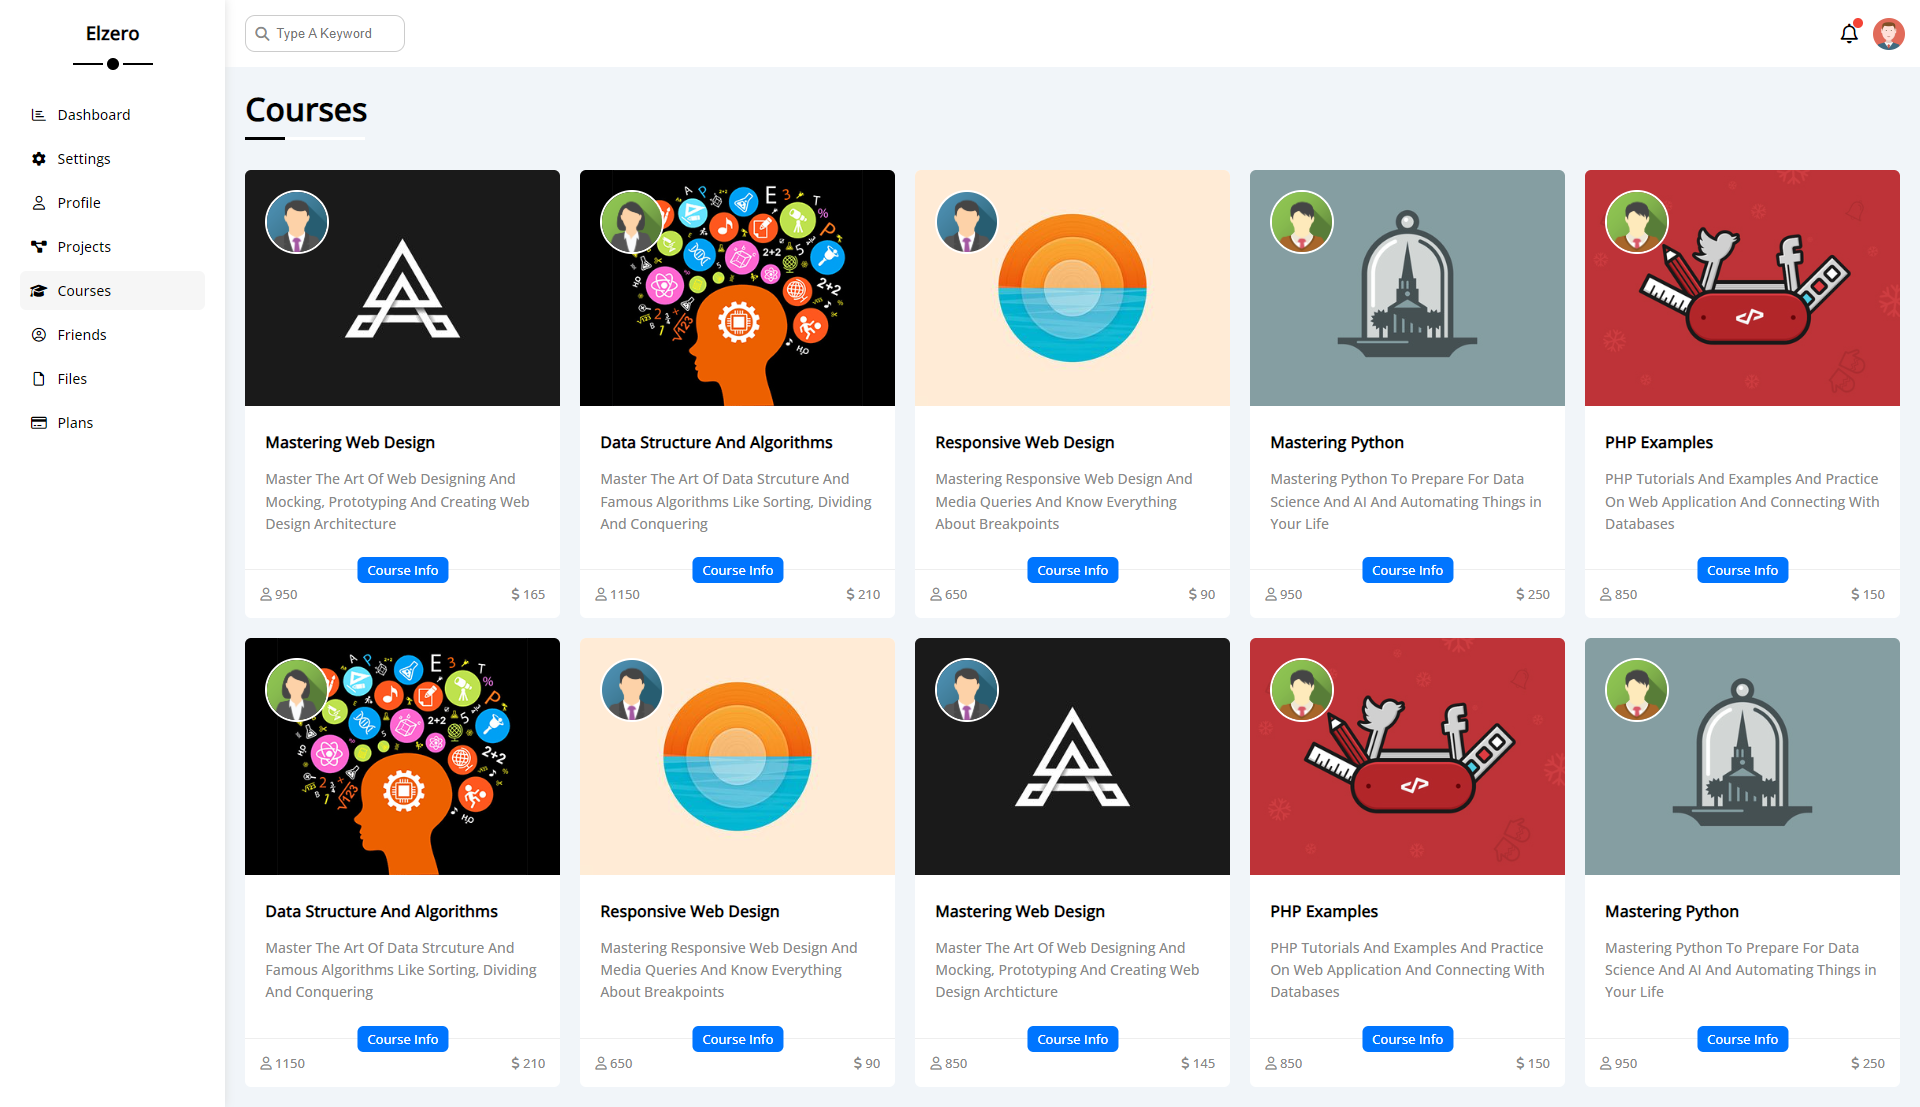 Elzero
Type A Keyword
Dashboard
Settings
Profile
Projects
Courses
Friends
Files
Plans
Courses
Mastering Web Design
Master The Art Of Web Designing And
Mocking, Prototyping And Creating Web
Design Architecture
Course Info
950
$ 165
Data Structure And Algorithms
Master The Art Of Data Strcuture And
Famous Algorithms Like Sorting, Dividing
And Conquering
Course Info
1150
$ 210
Responsive Web Design
Mastering Responsive Web Design And
Media Queries And Know Everything
About Breakpoints
Course Info
650
$ 90
Mastering Python
Mastering Python To Prepare For Data
Science And AI And Automating Things in
Your Life
Course Info
950
$ 250
</>
PHP Examples
PHP Tutorials And Examples And Practice
On Web Application And Connecting With
Databases
Course Info
850
$ 150
Data Structure And Algorithms
Master The Art Of Data Strcuture And
Famous Algorithms Like Sorting, Dividing
And Conquering
Course Info
1150
$ 210
Responsive Web Design
Mastering Responsive Web Design And
Media Queries And Know Everything
About Breakpoints
Course Info
650
$ 90
Mastering Web Design
Master The Art Of Web Designing And
Mocking, Prototyping And Creating Web
Design Archticture
Course Info
850
$ 145
</>
PHP Examples
PHP Tutorials And Examples And Practice
On Web Application And Connecting With
Databases
Course Info
850
$ 150
Mastering Python
Mastering Python To Prepare For Data
Science And AI And Automating Things in
Your Life
Course Info
950
$ 250